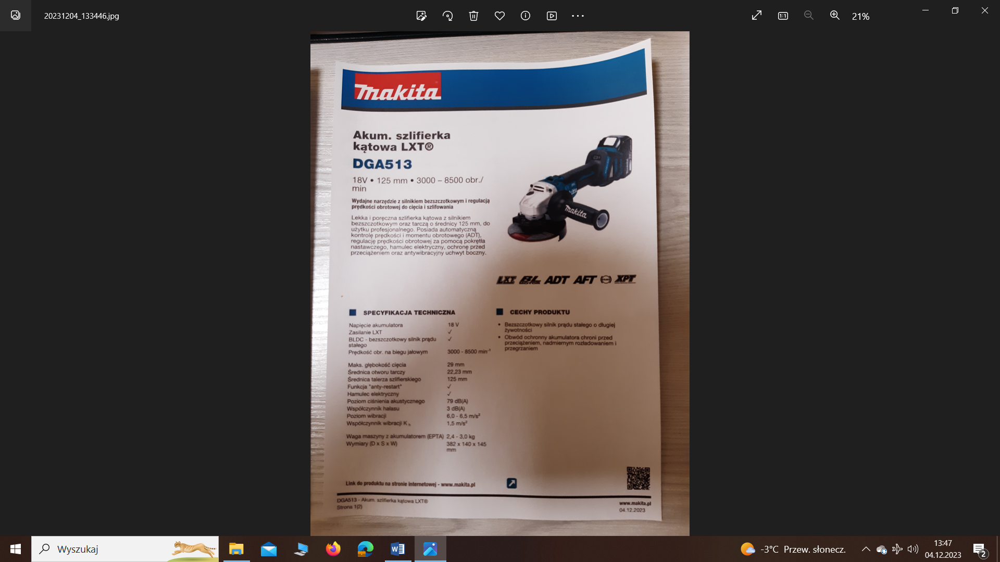 20231204_133446.jpg
21%
makita
Akum. szlifierka
kątowa LXT®
DGA513
18V • 125 mm • 3000 – 8500 obr./
min
Wydajne narzędzie z silnikiem bezszczotkowym i regulacją
prędkości obrotowej do cięcia i szlifowania
Lekka i poręczna szlifierka kątowa z silnikiem
bezszczotkowym oraz tarczą o średnicy 125 mm, do
użytku profesjonalnego. Posiada automatyczną
kontrolę prędkości i momentu obrotowego (ADT),
regulację prędkości obrotowej za pomocą pokrętła
nastawczego, hamulec elektryczny, ochronę przed
przeciążeniem oraz antywibracyjny uchwyt boczny.
makita
LXT BL MOTOR ADT AFT XPT
SPECYFIKACJA TECHNICZNA
Napięcie akumulatora 18 V
Zasilanie LXT ✓
BLDC - bezszczotkowy silnik prądu ✓
stałego
Prędkość obr. na biegu jałowym 3000 - 8500 min⁻¹
Maks. głębokość cięcia 29 mm
Średnica otworu tarczy 22,23 mm
Średnica talerza szlifierskiego 125 mm
Funkcja "anty-restart" ✓
Hamulec elektryczny ✓
Poziom ciśnienia akustycznego 79 dB(A)
Współczynnik hałasu 3 dB(A)
Poziom wibracji 6,0 - 6,5 m/s²
Współczynnik wibracji K 1,5 m/s²
Waga maszyny z akumulatorem (EPTA) 2,4 - 3,0 kg
Wymiary (D x S x W) 382 x 140 x 145
mm
CECHY PRODUKTU
• Bezszczotkowy silnik prądu stałego o długiej
żywotności
• Obwód ochronny akumulatora chroni przed
przeciążeniem, nadmiernym rozładowaniem i
przegrzaniem
Link do produktu na stronie internetowej - www.makita.pl
DGA513 - Akum. szlifierka kątowa LXT®
Strona 1(2)
www.makita.pl
04.12.2023
Wyszukaj
-3°C Przew. słonecz.
13:47
04.12.2023
2